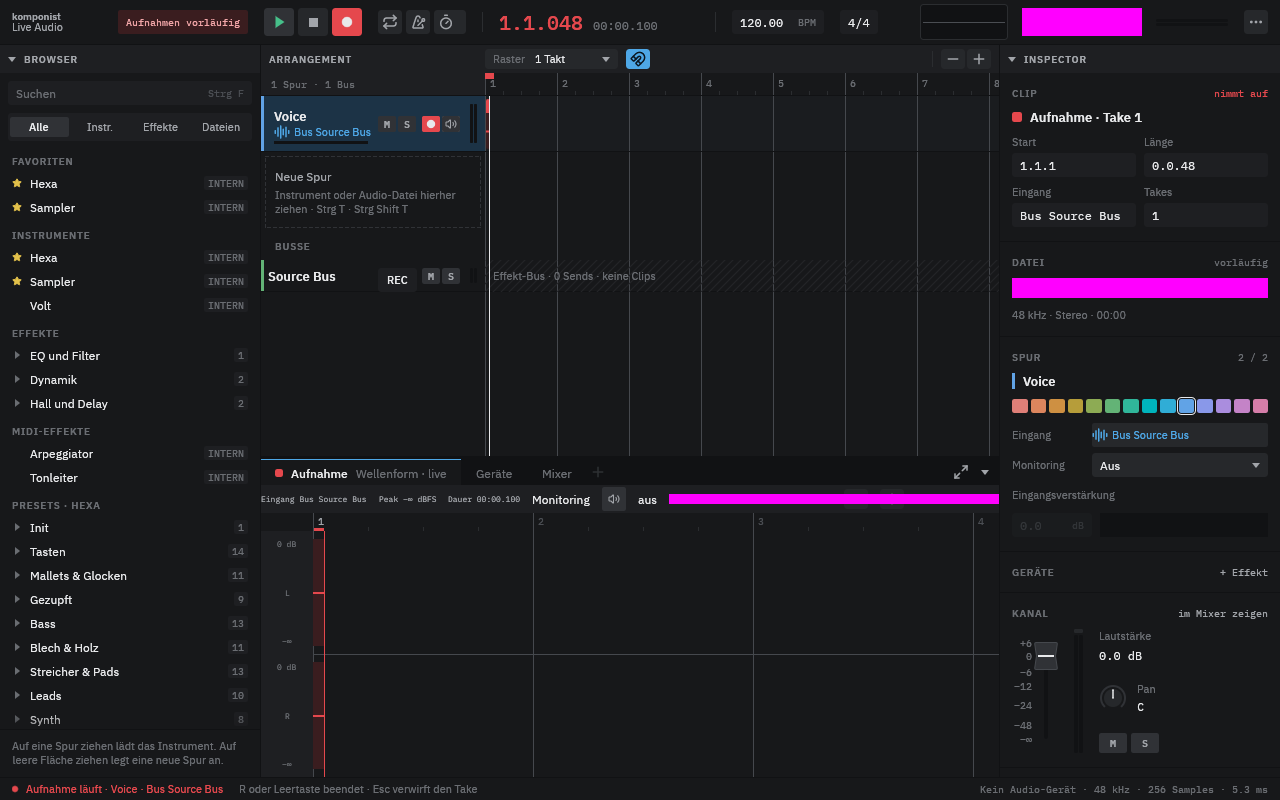 komponist
Live Audio
Aufnahmen vorläufig
1.1.048 00:00.100
120.00 BPM
4/4
BROWSER
Suchen Strg F
Alle Instr. Effekte Dateien
FAVORITEN
Hexa INTERN
Sampler INTERN
INSTRUMENTE
Hexa INTERN
Sampler INTERN
Volt INTERN
EFFEKTE
EQ und Filter 1
Dynamik 2
Hall und Delay 2
MIDI-EFFEKTE
Arpeggiator INTERN
Tonleiter INTERN
PRESETS · HEXA
Init 1
Tasten 14
Mallets & Glocken 11
Gezupft 9
Bass 13
Blech & Holz 11
Streicher & Pads 13
Leads 10
Synth 8
Auf eine Spur ziehen lädt das Instrument. Auf
leere Fläche ziehen legt eine neue Spur an.
ARRANGEMENT
Raster 1 Takt
1 Spur · 1 Bus
1 2 3 4 5 6 7 8
Voice
Bus Source Bus
M S
Neue Spur
Instrument oder Audio-Datei hierher
ziehen · Strg T · Strg Shift T
BUSSE
Source Bus REC M S
Effekt-Bus · 0 Sends · keine Clips
Aufnahme Wellenform · live Geräte Mixer
Eingang Bus Source Bus Peak -∞ dBFS Dauer 00:00.100 Monitoring aus
1 2 3 4
0 dB
L
-∞
0 dB
R
-∞
INSPECTOR
CLIP nimmt auf
Aufnahme · Take 1
Start Länge
1.1.1 0.0.48
Eingang Takes
Bus Source Bus 1
DATEI vorläufig
48 kHz · Stereo · 00:00
SPUR 2 / 2
Voice
Eingang Bus Source Bus
Monitoring Aus
Eingangsverstärkung
0.0 dB
GERÄTE + Effekt
KANAL im Mixer zeigen
+6
0
-6
-12
-24
-48
-∞
Lautstärke
0.0 dB
Pan
C
M S
Aufnahme läuft · Voice · Bus Source Bus R oder Leertaste beendet · Esc verwirft den Take
Kein Audio-Gerät · 48 kHz · 256 Samples · 5.3 ms